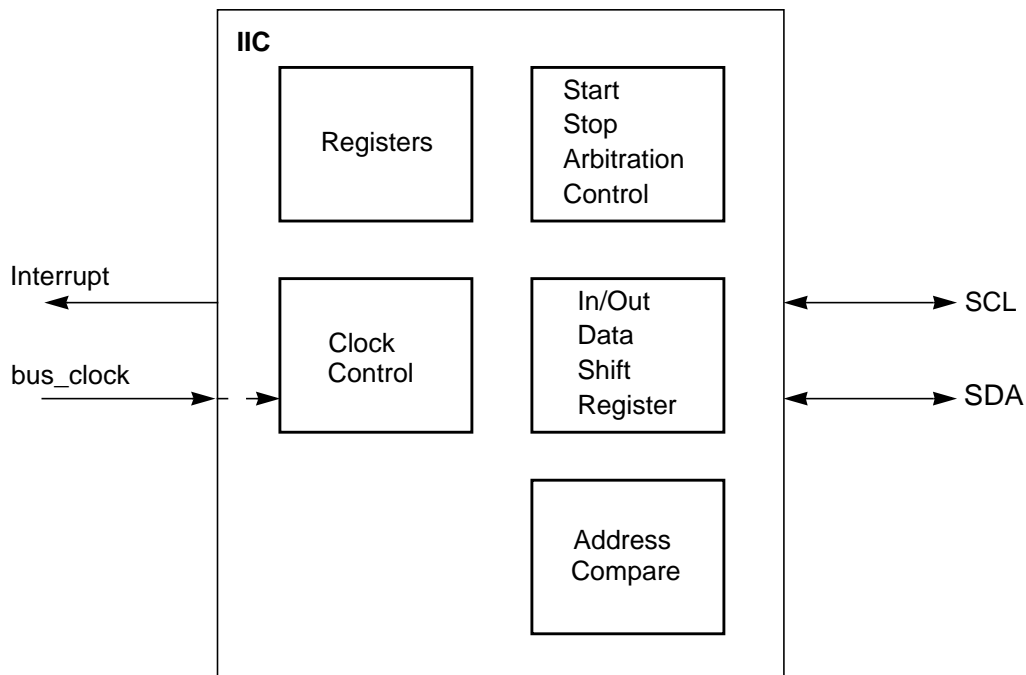 IIC
Registers
Start
Stop
Arbitration
Control
Interrupt
bus_clock
Clock
Control
In/Out
Data
Shift
Register
SCL
SDA
Address
Compare